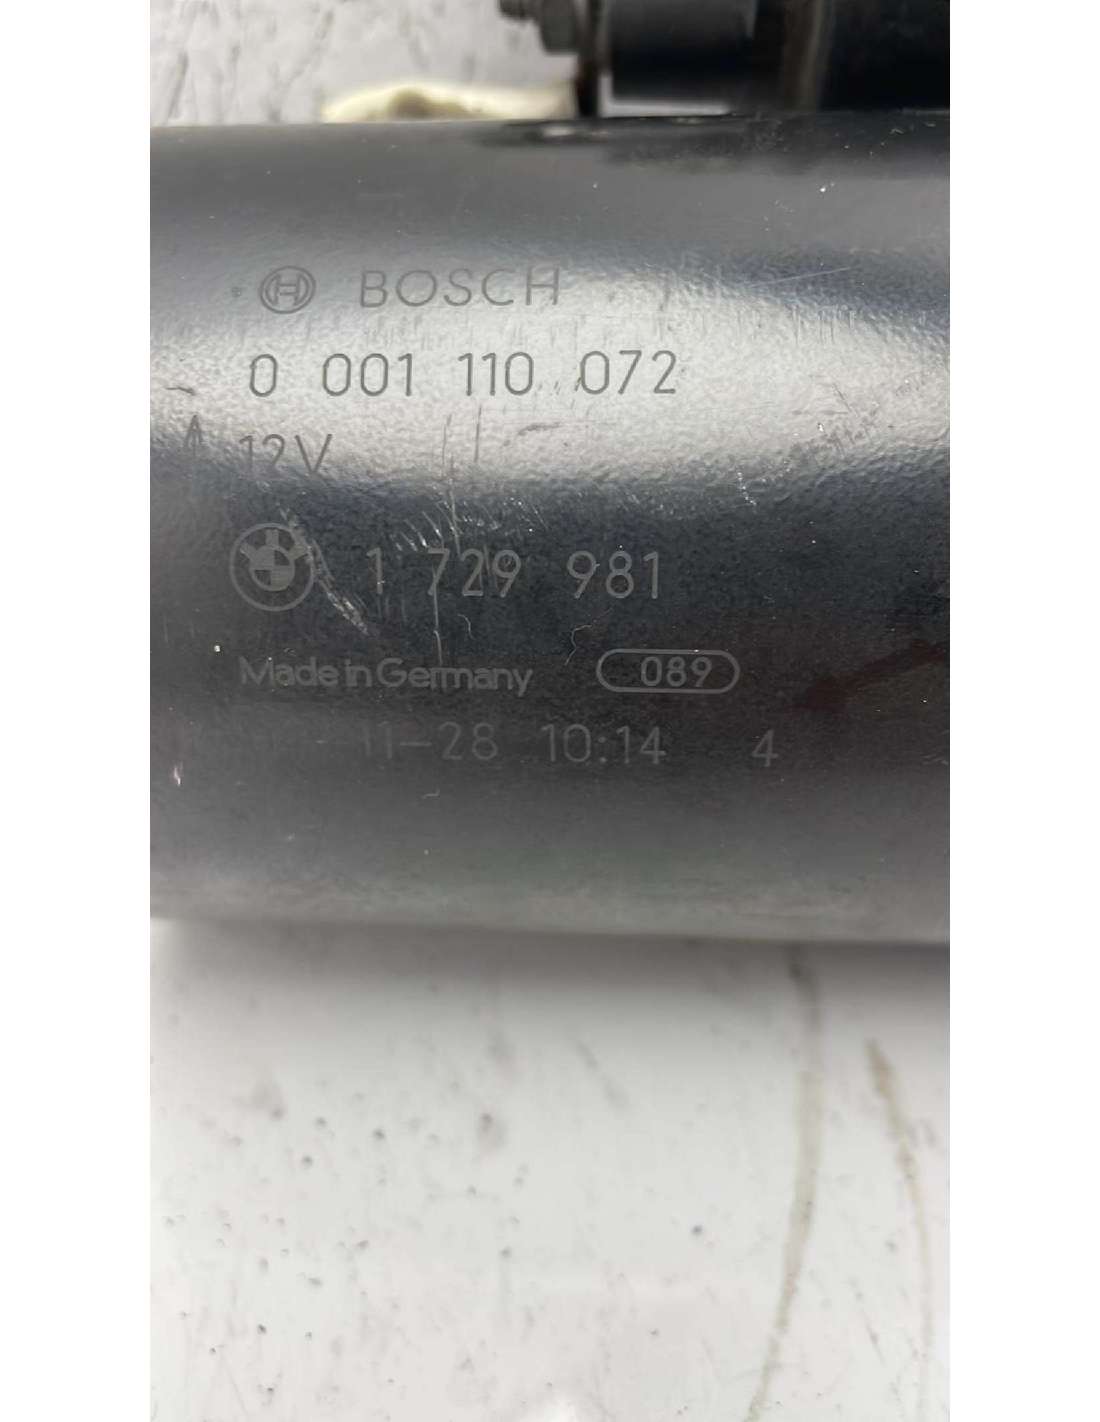 BOSCH
0 001 110 072
12V
1 729 981
Made in Germany 089
11-28 10:14 4